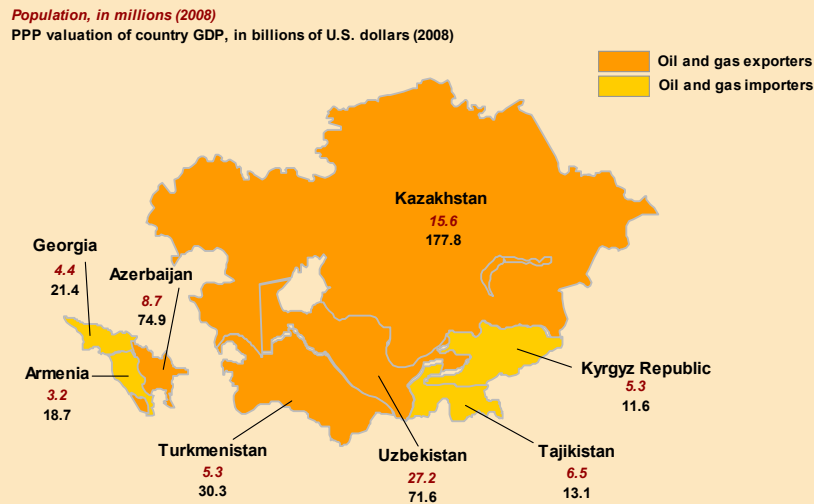 Population, in millions (2008)
PPP valuation of country GDP, in billions of U.S. dollars (2008)
Oil and gas exporters
Oil and gas importers
Kazakhstan
15.6
177.8
Georgia
4.4
21.4
Azerbaijan
8.7
74.9
Armenia
3.2
18.7
Kyrgyz Republic
5.3
11.6
Turkmenistan
5.3
30.3
Uzbekistan
27.2
71.6
Tajikistan
6.5
13.1